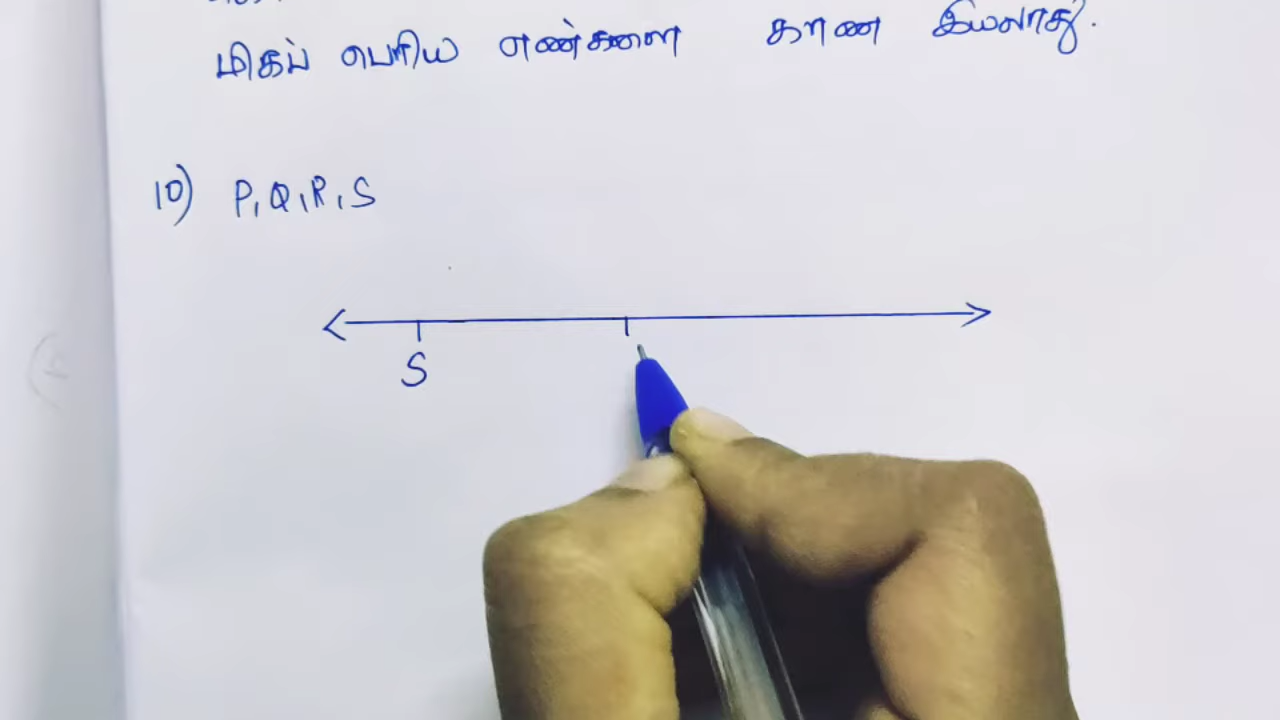 மிகப் பெரிய எண்களை காண இயலாது.
10) P, Q, R, S
S